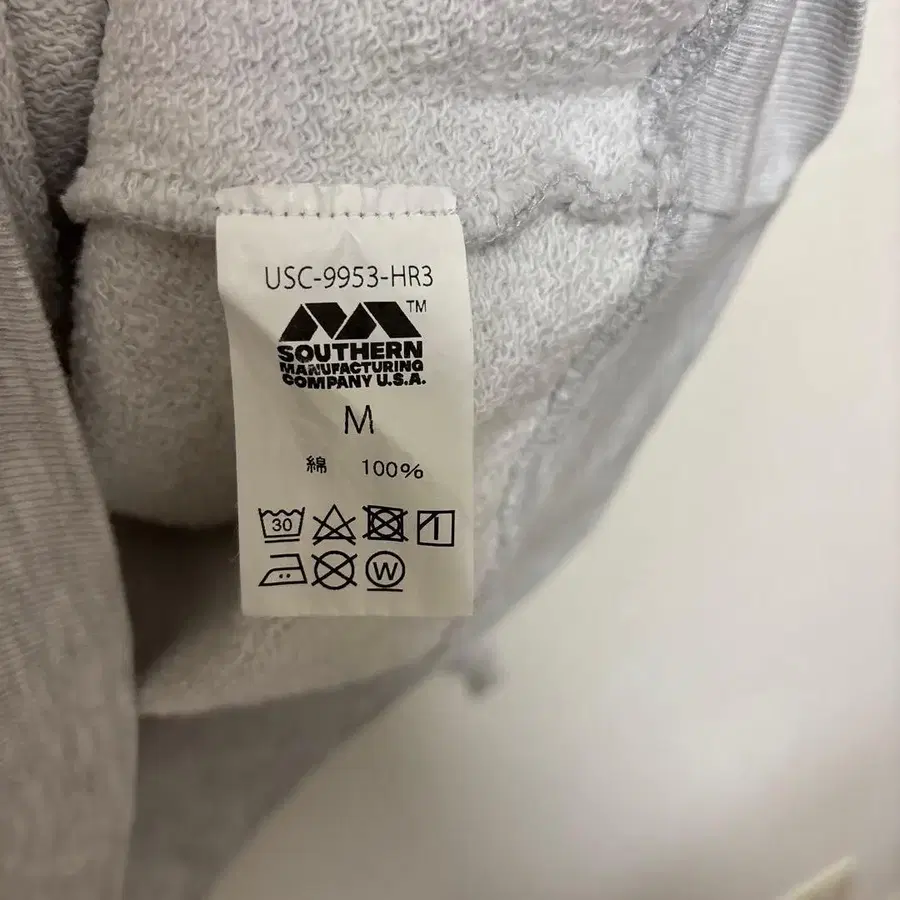 USC-9953-HR3
TM
SOUTHERN
MANUFACTURING
COMPANY U.S.A.
M
綿 100%
30
W